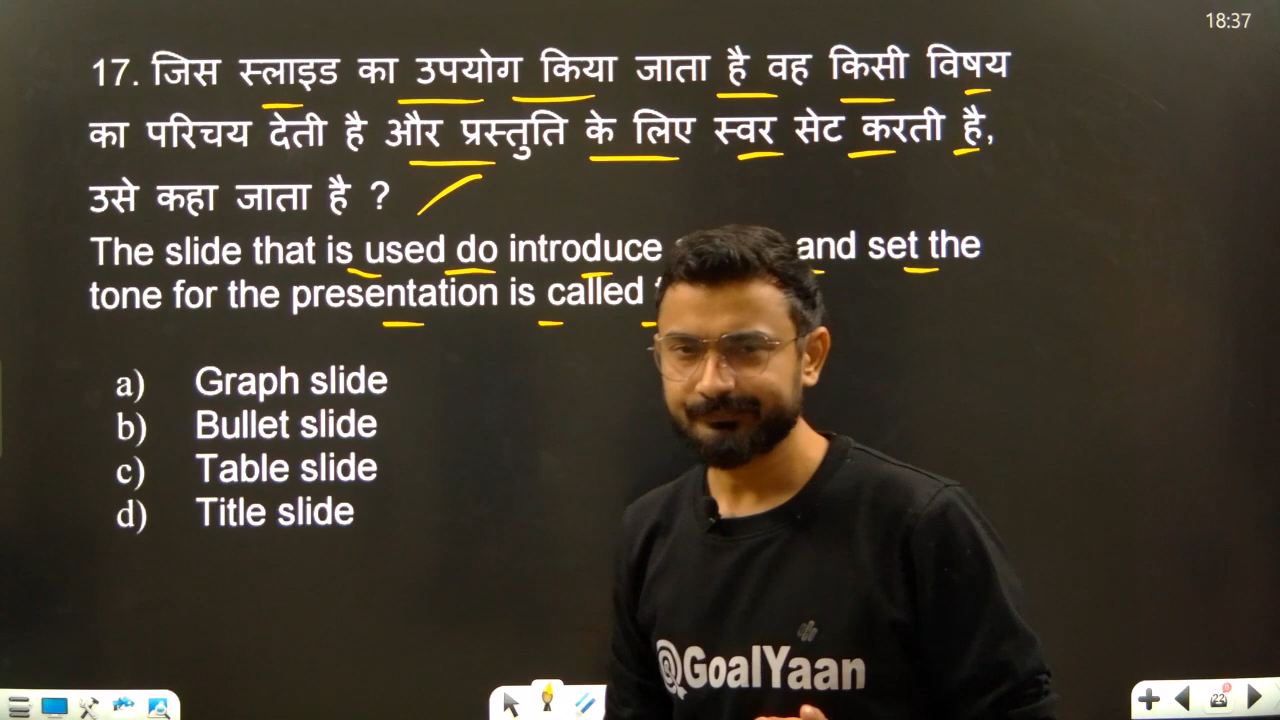 18:37
17. जिस स्लाइड का उपयोग किया जाता है वह किसी विषय
का परिचय देती है और प्रस्तुति के लिए स्वर सेट करती है,
उसे कहा जाता है ?
The slide that is used do introduce and set the
tone for the presentation is called
a) Graph slide
b) Bullet slide
c) Table slide
d) Title slide
@GoalYaan
22